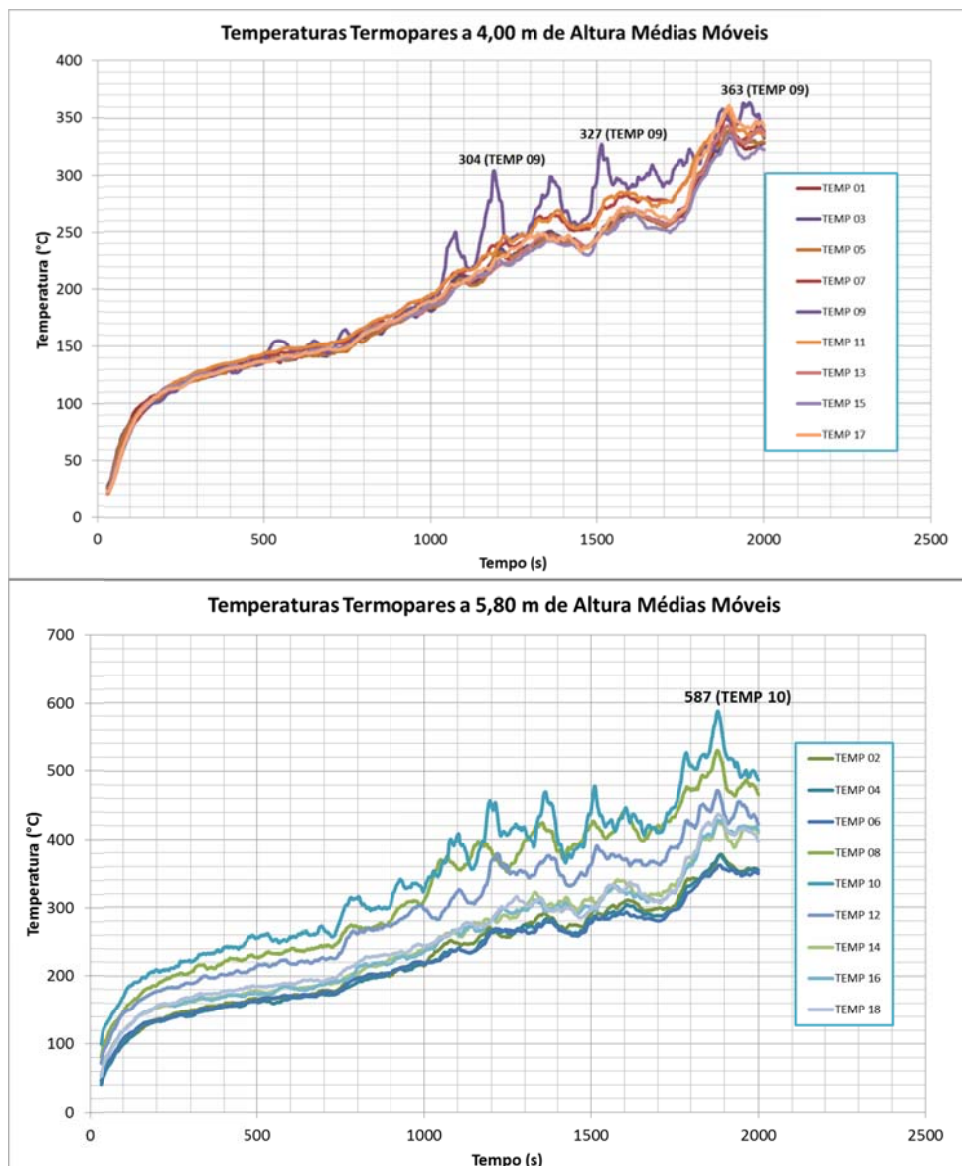 Temperaturas Termopares a 4,00 m de Altura Médias Móveis
400
350
300
250
200
150
100
50
0
Temperatura (°C)
363 (TEMP 09)
327 (TEMP 09)
304 (TEMP 09)
TEMP 01
TEMP 03
TEMP 05
TEMP 07
TEMP 09
TEMP 11
TEMP 13
TEMP 15
TEMP 17
0 500 1000 1500 2000 2500
Tempo (s)
Temperaturas Termopares a 5,80 m de Altura Médias Móveis
700
600
500
400
300
200
100
0
Temperatura (°C)
587 (TEMP 10)
TEMP 02
TEMP 04
TEMP 06
TEMP 08
TEMP 10
TEMP 12
TEMP 14
TEMP 16
TEMP 18
0 500 1000 1500 2000 2500
Tempo (s)